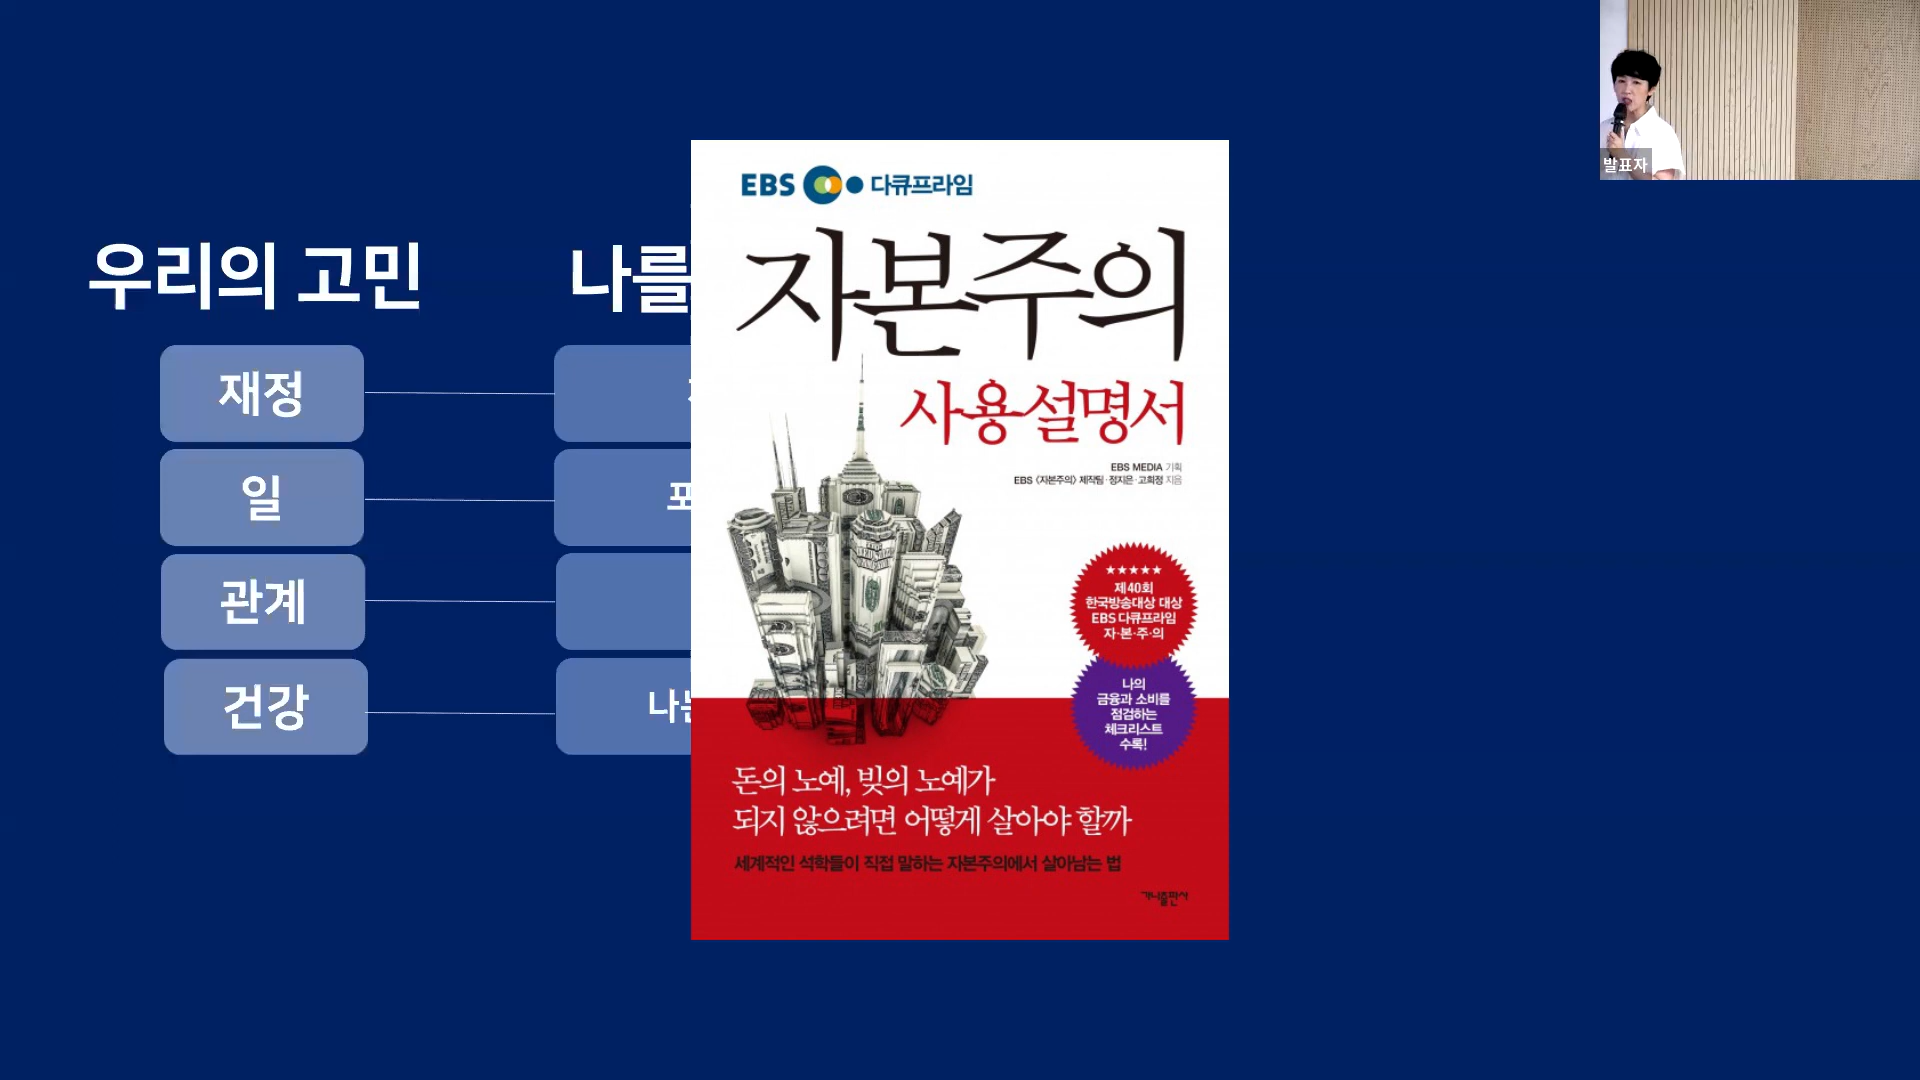 발표자
우리의 고민
재정
일
관계
건강
나를
EBS 다큐프라임
자본주의
사용설명서
EBS MEDIA 기획
EBS 〈자본주의〉 제작팀·정지은·고희정 지음
★★★★★
제40회
한국방송대상 대상
EBS 다큐프라임
자·본·주·의
나의
금융과 소비를
점검하는
체크리스트
수록!
돈의 노예, 빚의 노예가
되지 않으려면 어떻게 살아야 할까
세계적인 석학들이 직접 말하는 자본주의에서 살아남는 법
가나출판사